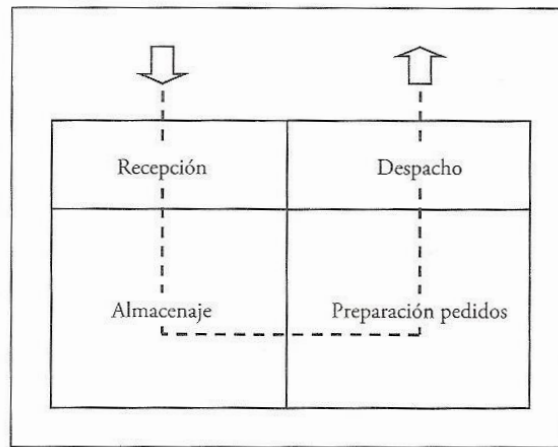 Recepción
Despacho
Almacenaje
Preparación pedidos